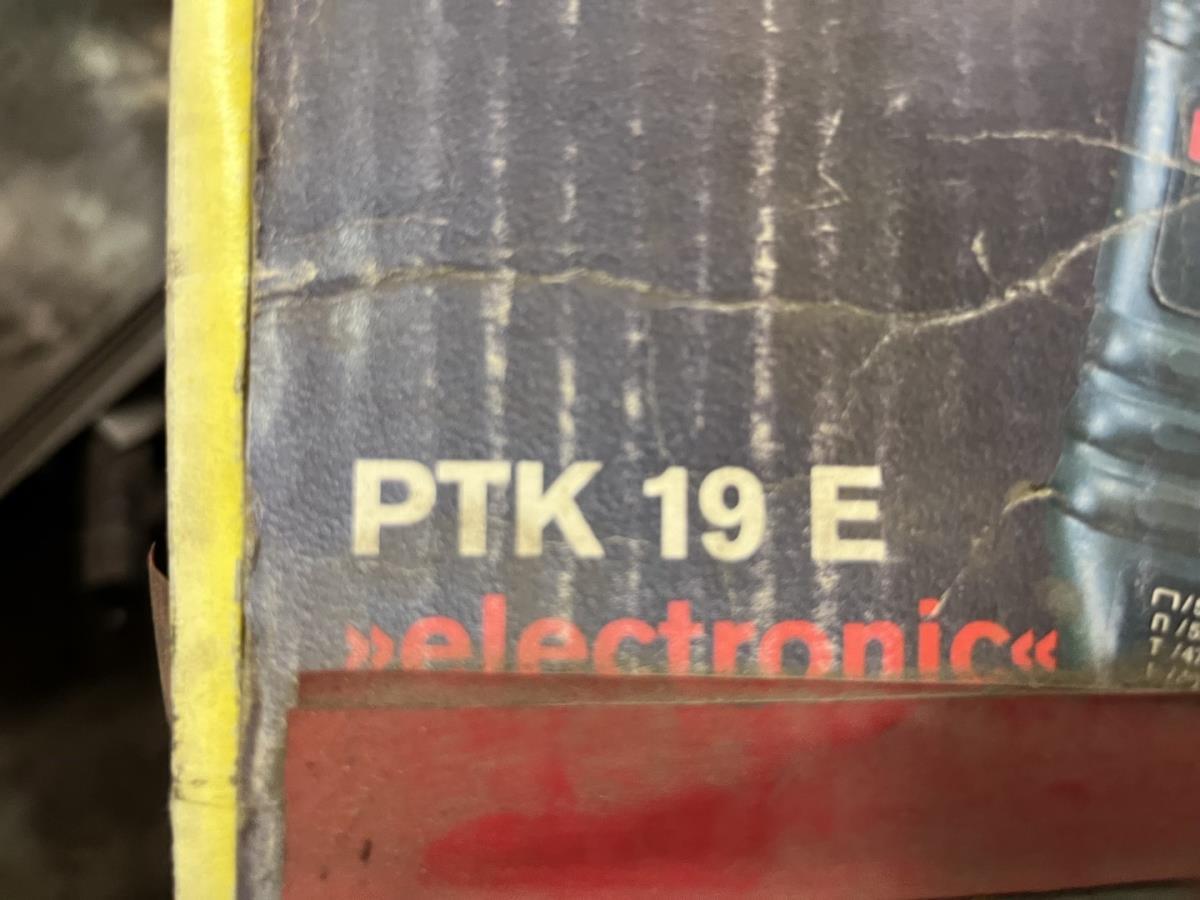 PTK 19 E
»electronic«